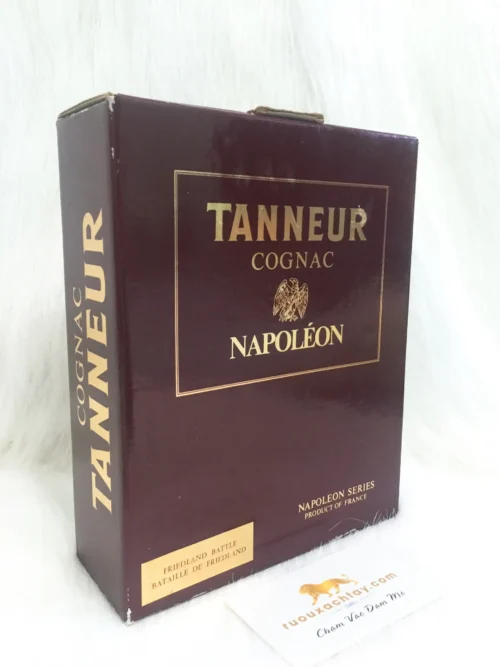 TANNEUR
COGNAC
NAPOLÉON
NAPOLEON SERIES
PRODUCT OF FRANCE
COGNAC
TANNEUR
FRIEDLAND BATTLE
BATAILLE DE FRIEDLAND
ruouxachtay.com
Chạm Vào Đam Mê